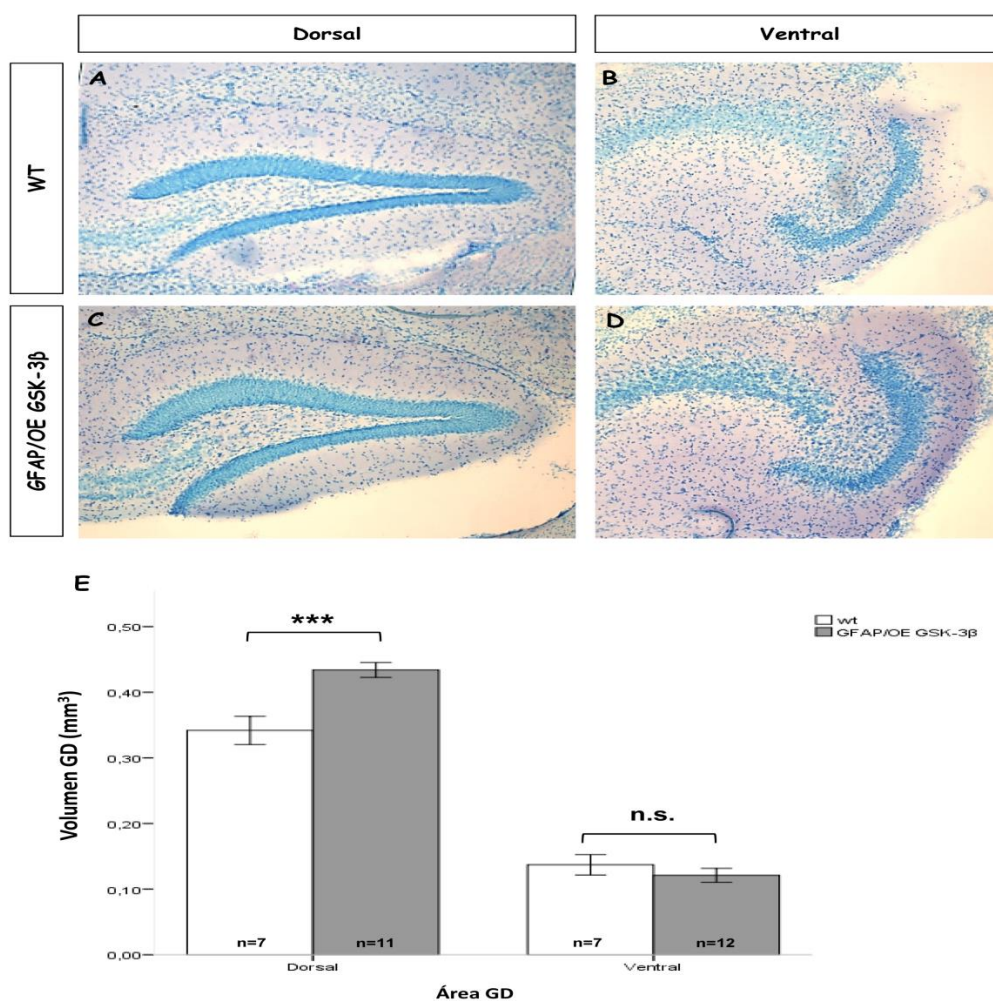 Dorsal
Ventral
WT
A
B
GFAP/OE GSK-3β
C
D
E
***
n.s.
wt
GFAP/OE GSK-3β
Volumen GD (mm³)
0,50
0,40
0,30
0,20
0,10
0,00
n=7
n=11
n=7
n=12
Dorsal
Ventral
Área GD